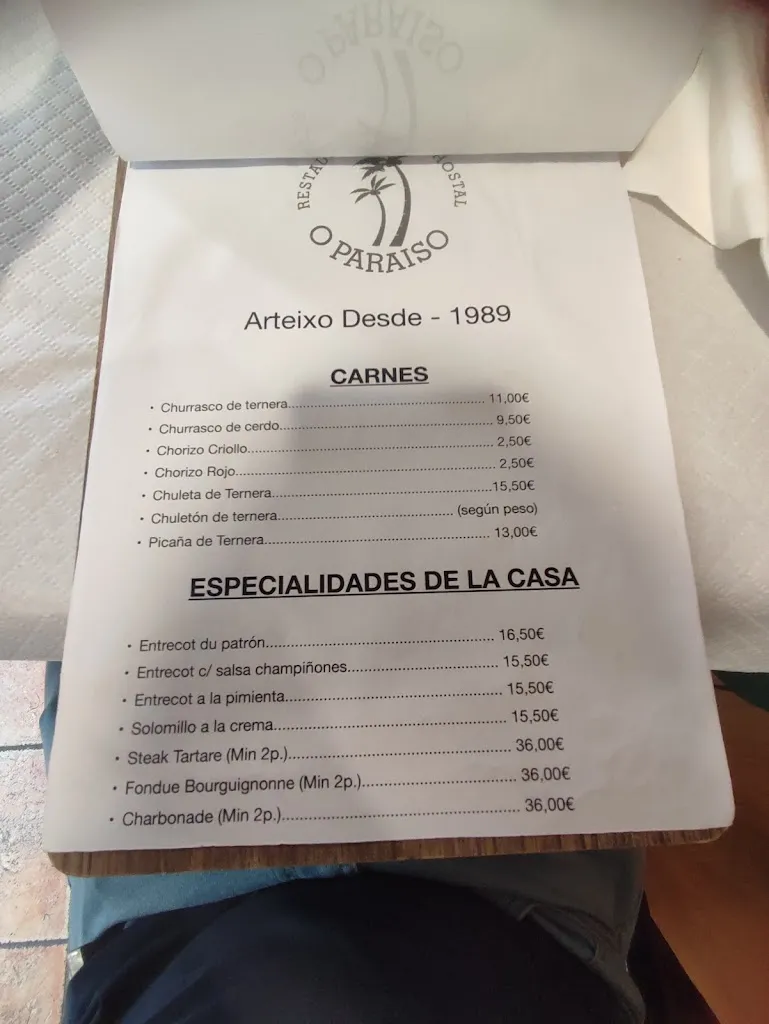 O PARAISO
HOSTAL
O PARAISO
Arteixo Desde - 1989
CARNES
• Churrasco de ternera........................................................ 11,00€
• Churrasco de cerdo........................................................... 9,50€
• Chorizo Criollo................................................................... 2,50€
• Chorizo Rojo...................................................................... 2,50€
• Chuleta de Ternera............................................................15,50€
• Chuletón de ternera................................................ (según peso)
• Picaña de Ternera.............................................................. 13,00€
ESPECIALIDADES DE LA CASA
• Entrecot du patrón........................................................ 16,50€
• Entrecot c/ salsa champiñones..................................... 15,50€
• Entrecot a la pimienta..................................................... 15,50€
• Solomillo a la crema........................................................ 15,50€
• Steak Tartare (Min 2p.)..................................................... 36,00€
• Fondue Bourguignonne (Min 2p.)..................................... 36,00€
• Charbonade (Min 2p.)........................................................ 36,00€